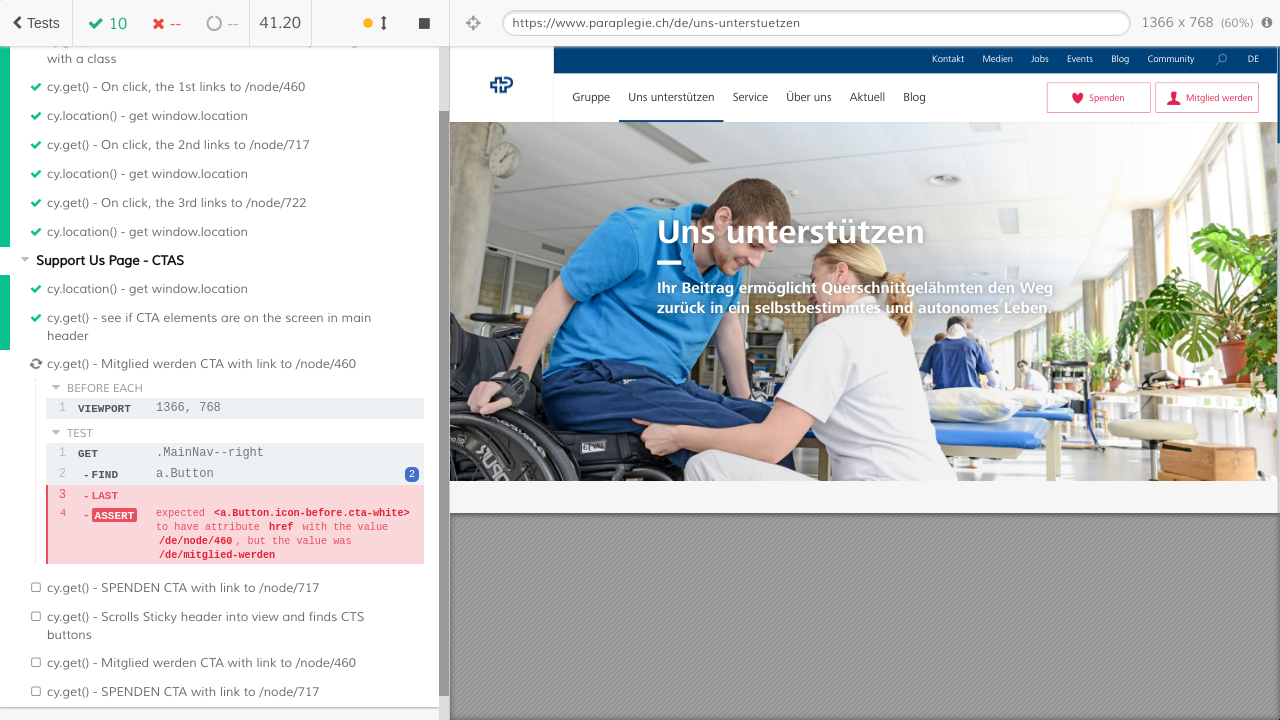 Tests
10
--
--
41.20
https://www.paraplegie.ch/de/uns-unterstuetzen
1366 x 768 (60%)
with a class
cy.get() - On click, the 1st links to /node/460
cy.location() - get window.location
cy.get() - On click, the 2nd links to /node/717
cy.location() - get window.location
cy.get() - On click, the 3rd links to /node/722
cy.location() - get window.location
Support Us Page - CTAS
cy.location() - get window.location
cy.get() - sees if CTA elements are on the screen in main
header
cy.get() - Mitglied werden CTA with link to /node/460
BEFORE EACH
1 VIEWPORT 1366, 768
TEST
1 GET .MainNav--right
2 -FIND a.Button 2
3 -LAST
4 -ASSERT expected <a.Button.icon-before.cta-white>
to have attribute href with the value
/de/node/460 , but the value was
/de/mitglied-werden
cy.get() - SPENDEN CTA with link to /node/717
cy.get() - Scrolls Sticky header into view and finds CTS
buttons
cy.get() - Mitglied werden CTA with link to /node/460
cy.get() - SPENDEN CTA with link to /node/717
Kontakt Medien Jobs Events Blog Community DE
Gruppe Uns unterstützen Service Über uns Aktuell Blog Spenden Mitglied werden
Uns unterstützen
Ihr Beitrag ermöglicht Querschnittgelähmten den Weg
zurück in ein selbstbestimmtes und autonomes Leben.